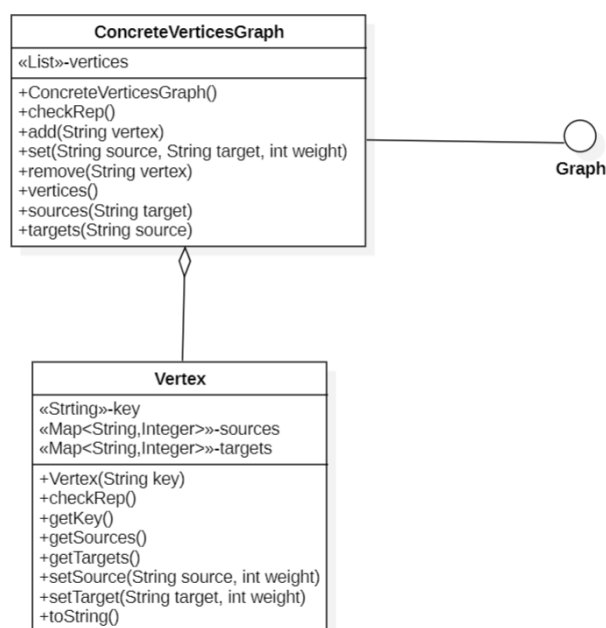 ConcreteVerticesGraph
«List»-vertices
+ConcreteVerticesGraph()
+checkRep()
+add(String vertex)
+set(String source, String target, int weight)
+remove(String vertex)
+vertices()
+sources(String target)
+targets(String source)
Graph
Vertex
«Strting»-key
«Map<String,Integer>»-sources
«Map<String,Integer>»-targets
+Vertex(String key)
+checkRep()
+getKey()
+getSources()
+getTargets()
+setSource(String source, int weight)
+setTarget(String target, int weight)
+toString()